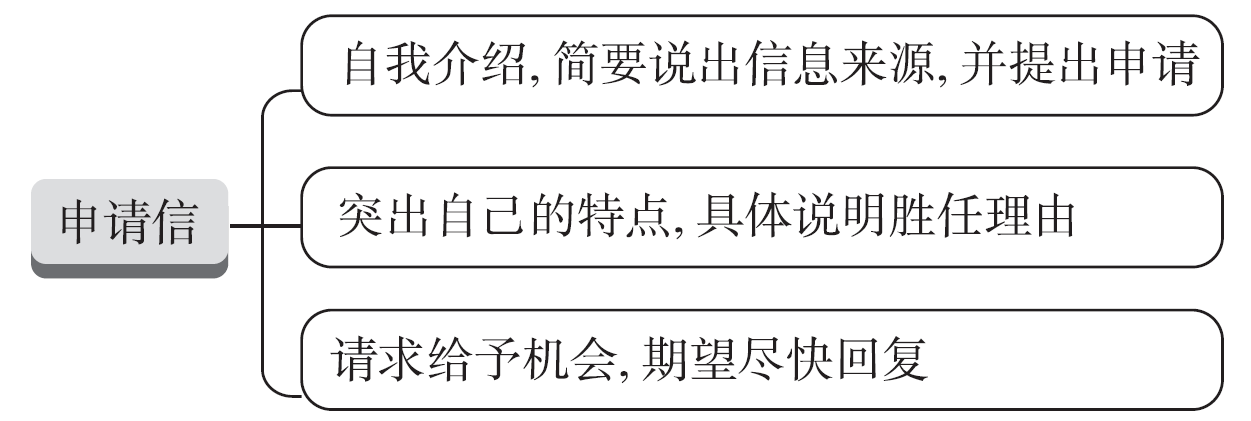 自我介绍,简要说出信息来源,并提出申请
申请信
突出自己的特点,具体说明胜任理由
请求给予机会,期望尽快回复